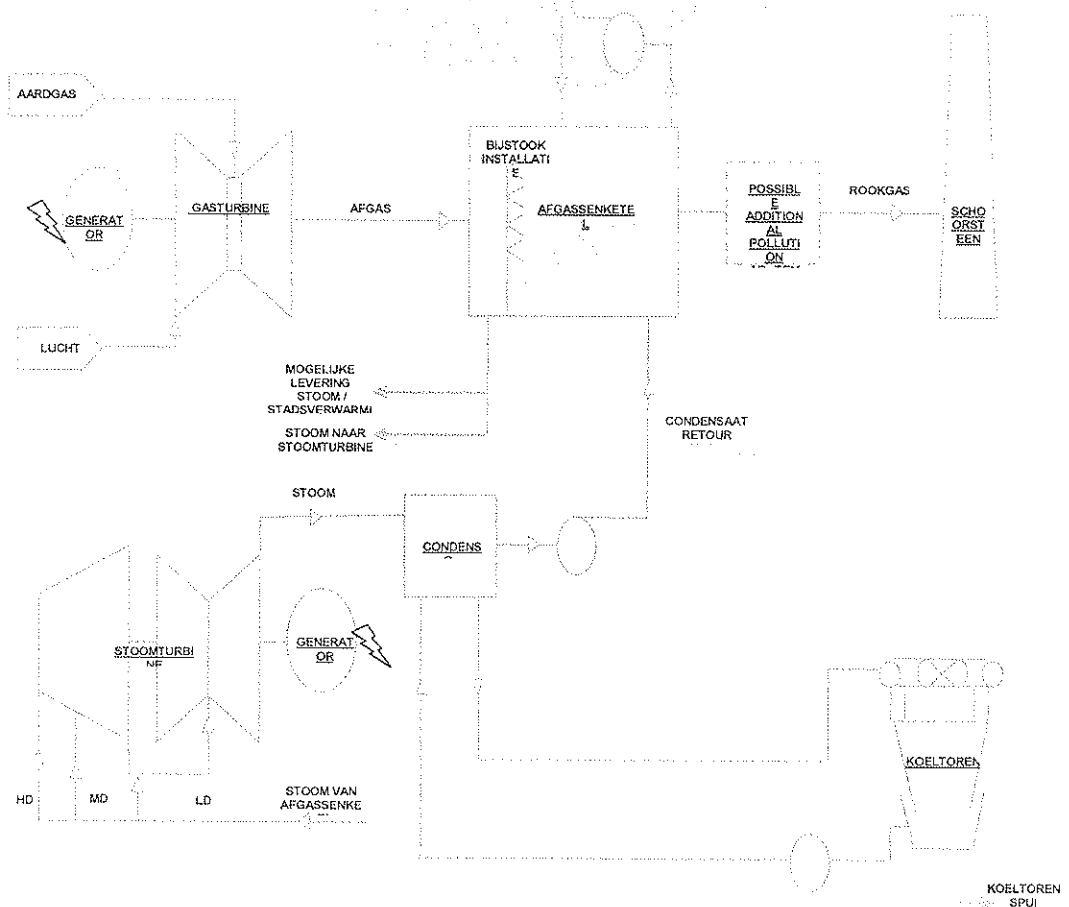 AARDGAS
GENERAT
OR
GASTURBINE
AFGAS
LUCHT
BIJSTOOK
INSTALLATI
E
AFGASSENKETE
L
POSSIBL
E
ADDITION
AL
POLLUTI
ON
ROOKGAS
SCHO
ORST
EEN
MOGELIJKE
LEVERING
STOOM /
STADSVERWARMI
STOOM NAAR
STOOMTURBINE
CONDENSAAT
RETOUR
STOOM
CONDENS
STOOMTURBI
NE
GENERAT
OR
HD
MD
LD
STOOM VAN
AFGASSENKE
KOELTOREN
KOELTOREN
SPUI